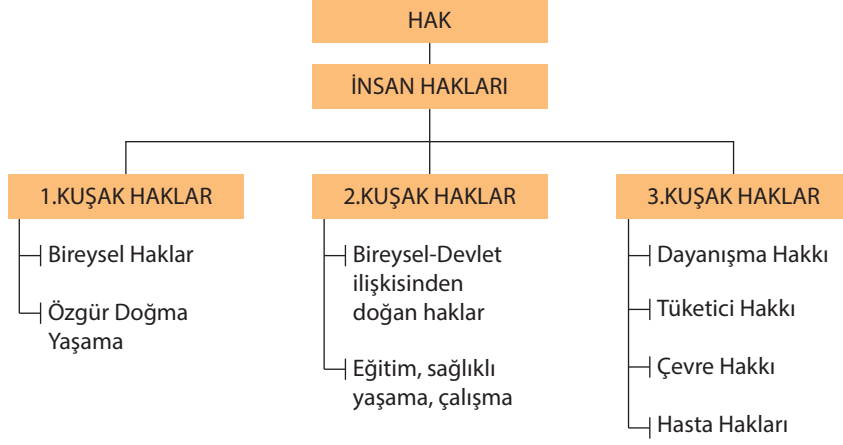 HAK
İNSAN HAKLARI
1.KUŞAK HAKLAR
Bireysel Haklar
Özgür Doğma
Yaşama
2.KUŞAK HAKLAR
Bireysel-Devlet
ilişkisinden
doğan haklar
Eğitim, sağlıklı
yaşama, çalışma
3.KUŞAK HAKLAR
Dayanışma Hakkı
Tüketici Hakkı
Çevre Hakkı
Hasta Hakları